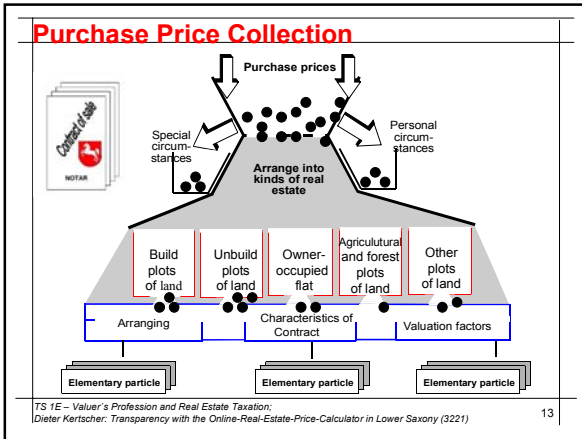 Purchase Price Collection
Purchase prices
Contract of sale
NOTAR
Special
circum-
stances
Personal
circum-
stances
Arrange into
kinds of real
estate
Build
plots
of land
Unbuild
plots
of land
Owner-
occupied
flat
Agriculutural
and forest
plots
of land
Other
plots
of land
Arranging
Characteristics of
Contract
Valuation factors
Elementary particle
Elementary particle
Elementary particle
TS 1E – Valuer´s Profession and Real Estate Taxation;
Dieter Kertscher: Transparency with the Online-Real-Estate-Price-Calculator in Lower Saxony (3221)
13